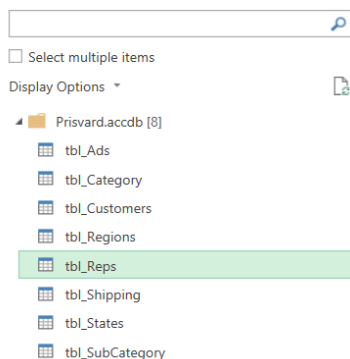 Select multiple items
Display Options
Prisvard.accdb [8]
tbl_Ads
tbl_Category
tbl_Customers
tbl_Regions
tbl_Reps
tbl_Shipping
tbl_States
tbl_SubCategory